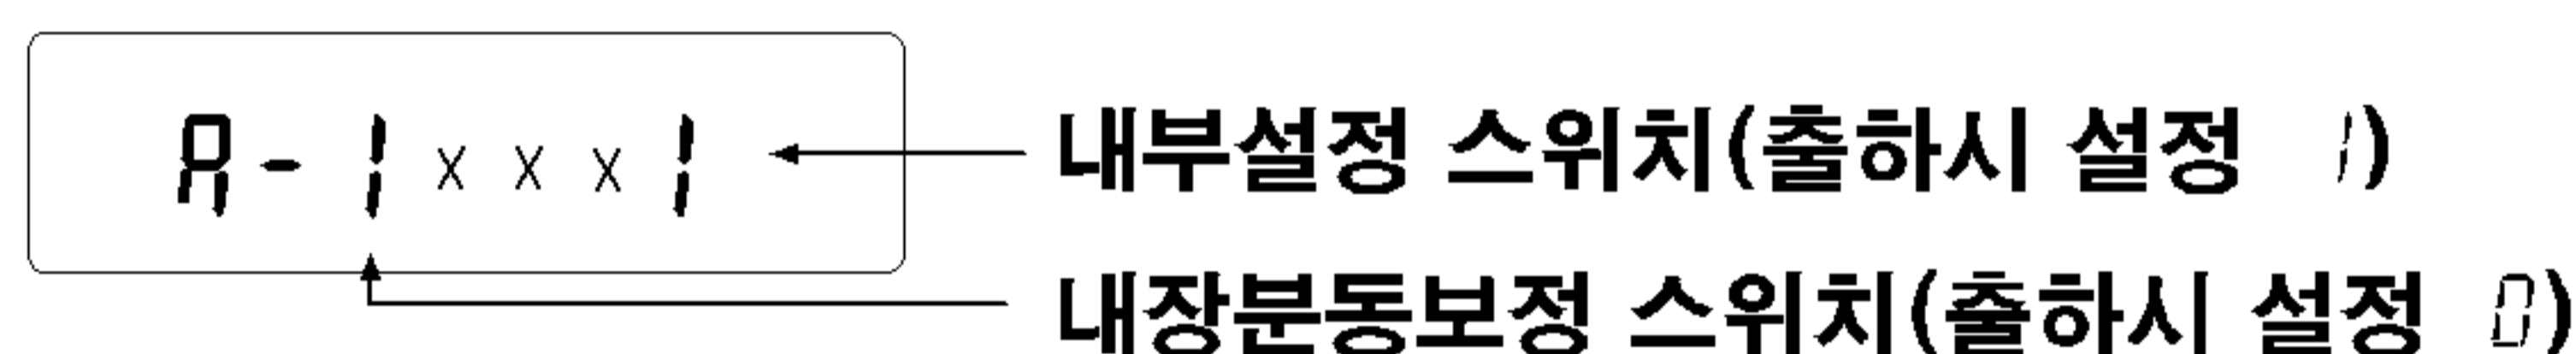 A-1xxx1 내부설정 스위치(출하시 설정 1)
내장분동보정 스위치(출하시 설정 0)